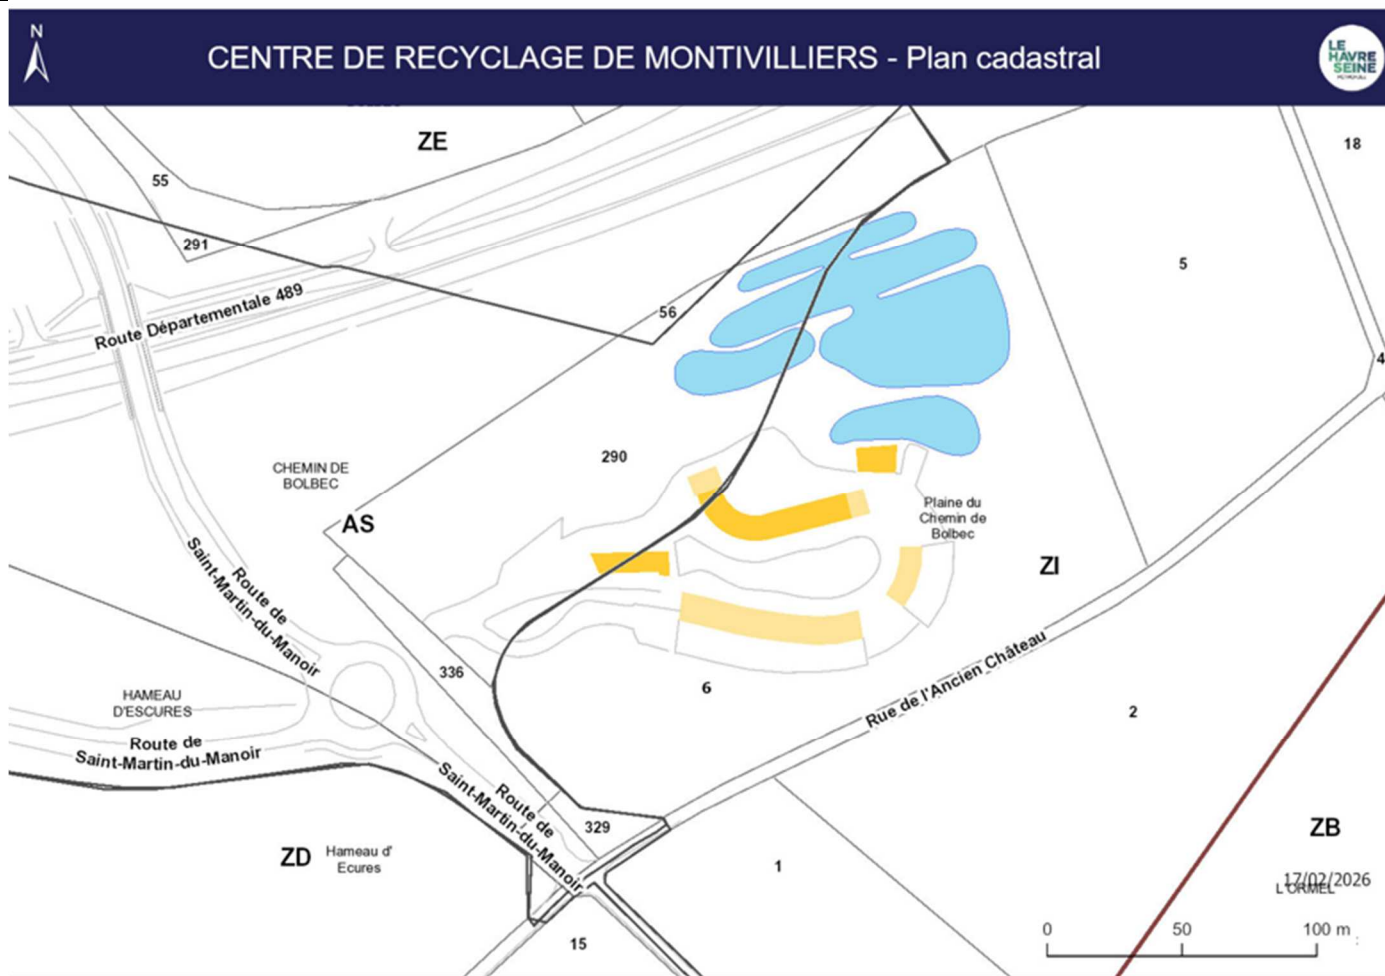 N
CENTRE DE RECYCLAGE DE MONTIVILLIERS - Plan cadastral
LE
HAVRE
SEINE
ZE
18
55
291
5
Route Départementale 489
56
4
290
CHEMIN DE
BOLBEC
AS
Plaine du
Chemin de
Bolbec
ZI
Route de
Saint-Martin-du-Manoir
336
6
Rue de l'Ancien Château
2
HAMEAU
D'ESCURES
Route de
Saint-Martin-du-Manoir
Route de
Saint-Martin-du-Manoir
329
ZB
ZD
Hameau d'
Ecures
1
17/02/2026
L'ORMEL
15
0 50 100 m